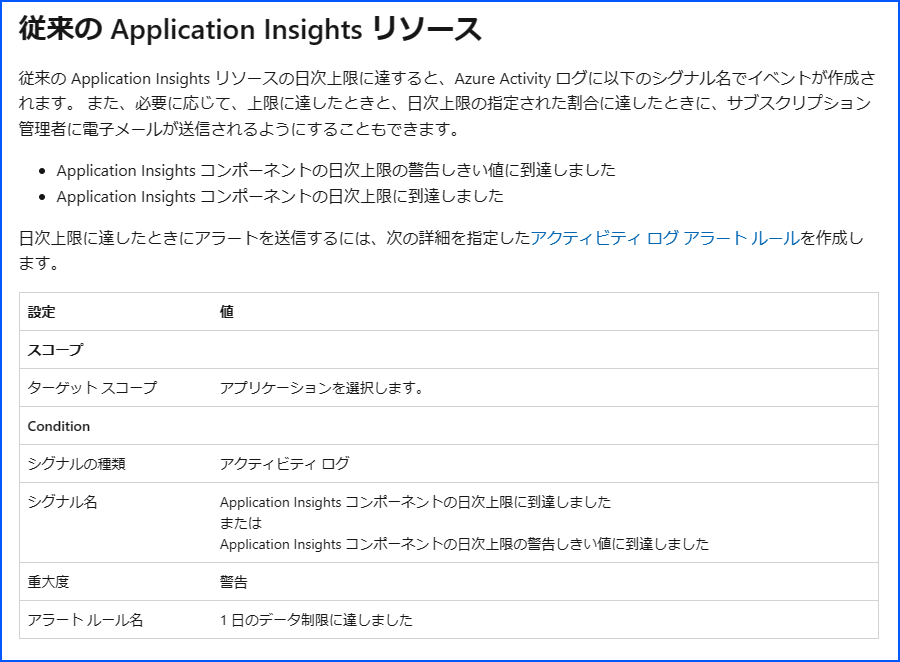 従来の Application Insights リソース
従来の Application Insights リソースの日次上限に達すると、Azure Activity ログに以下のシグナル名でイベントが作成さ
れます。 また、必要に応じて、上限に達したときと、日次上限の指定された割合に達したときに、サブスクリプション
管理者に電子メールが送信されるようにすることもできます。
• Application Insights コンポーネントの日次上限の警告しきい値に到達しました
• Application Insights コンポーネントの日次上限に到達しました
日次上限に達したときにアラートを送信するには、次の詳細を指定したアクティビティ ログ アラート ルールを作成し
ます。
設定 値
スコープ
ターゲット スコープ アプリケーションを選択します。
Condition
シグナルの種類 アクティビティ ログ
シグナル名 Application Insights コンポーネントの日次上限に到達しました
または
Application Insights コンポーネントの日次上限の警告しきい値に到達しました
重大度 警告
アラート ルール名 1 日のデータ制限に達しました